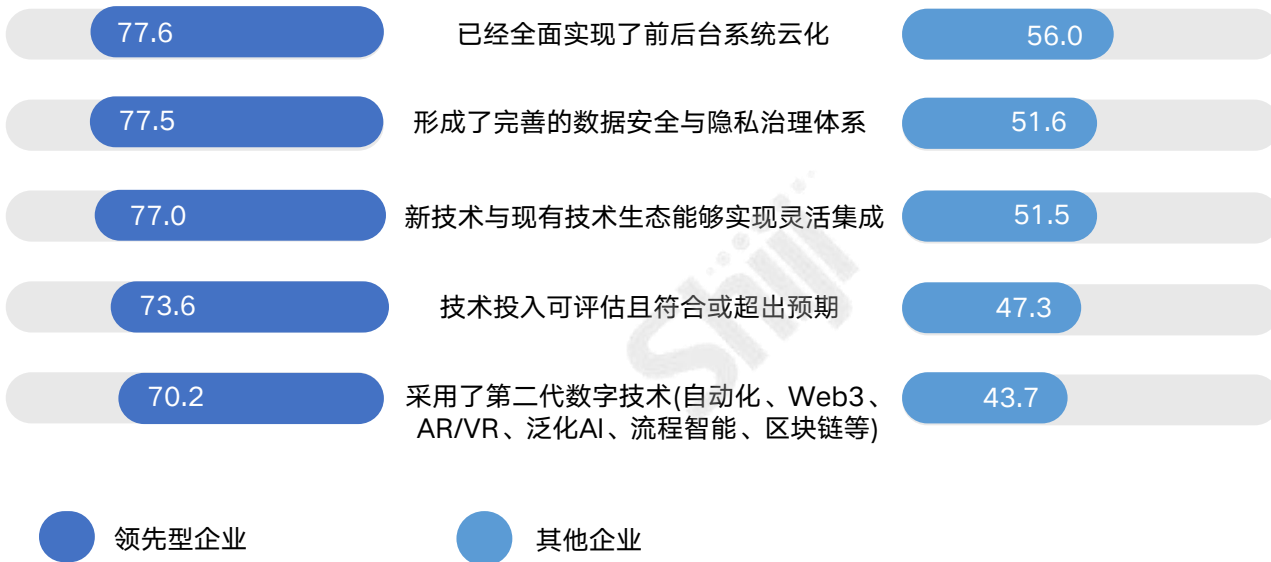 77.6 已经全面实现了前后台系统云化 56.0
77.5 形成了完善的数据安全与隐私治理体系 51.6
77.0 新技术与现有技术生态能够实现灵活集成 51.5
73.6 技术投入可评估且符合或超出预期 47.3
70.2 采用了第二代数字技术(自动化、Web3、 43.7
AR/VR、泛化AI、流程智能、区块链等)
Shiji
领先型企业 其他企业